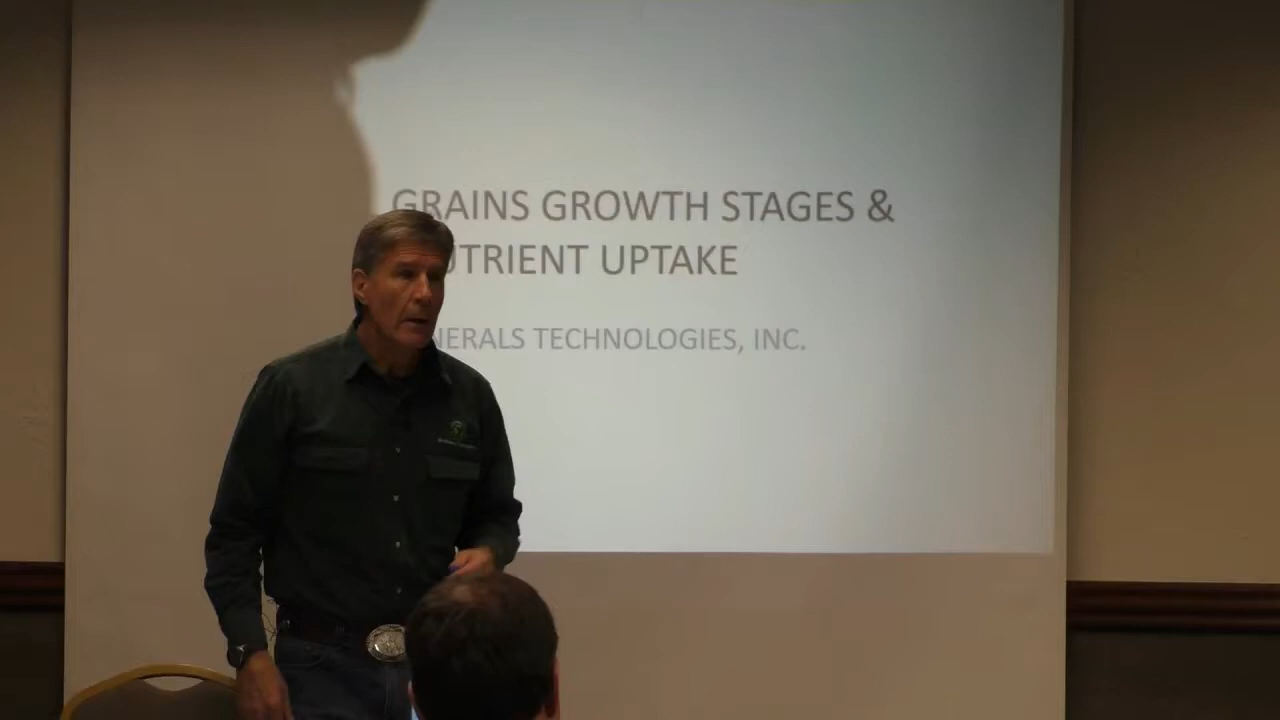 GRAINS GROWTH STAGES &
UTRIENT UPTAKE
NERALS TECHNOLOGIES, INC.